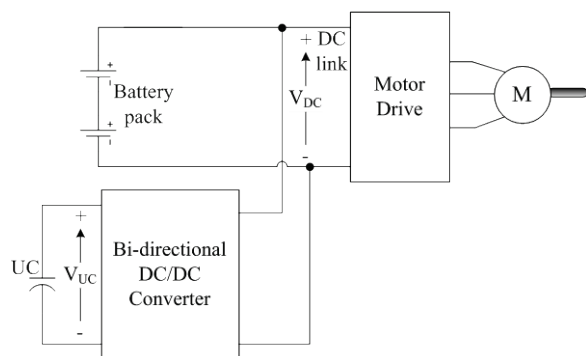 + DC
link
+
-
Battery
pack
+
-
V_DC
-
Motor
Drive
M
UC
+
V_UC
-
Bi-directional
DC/DC
Converter